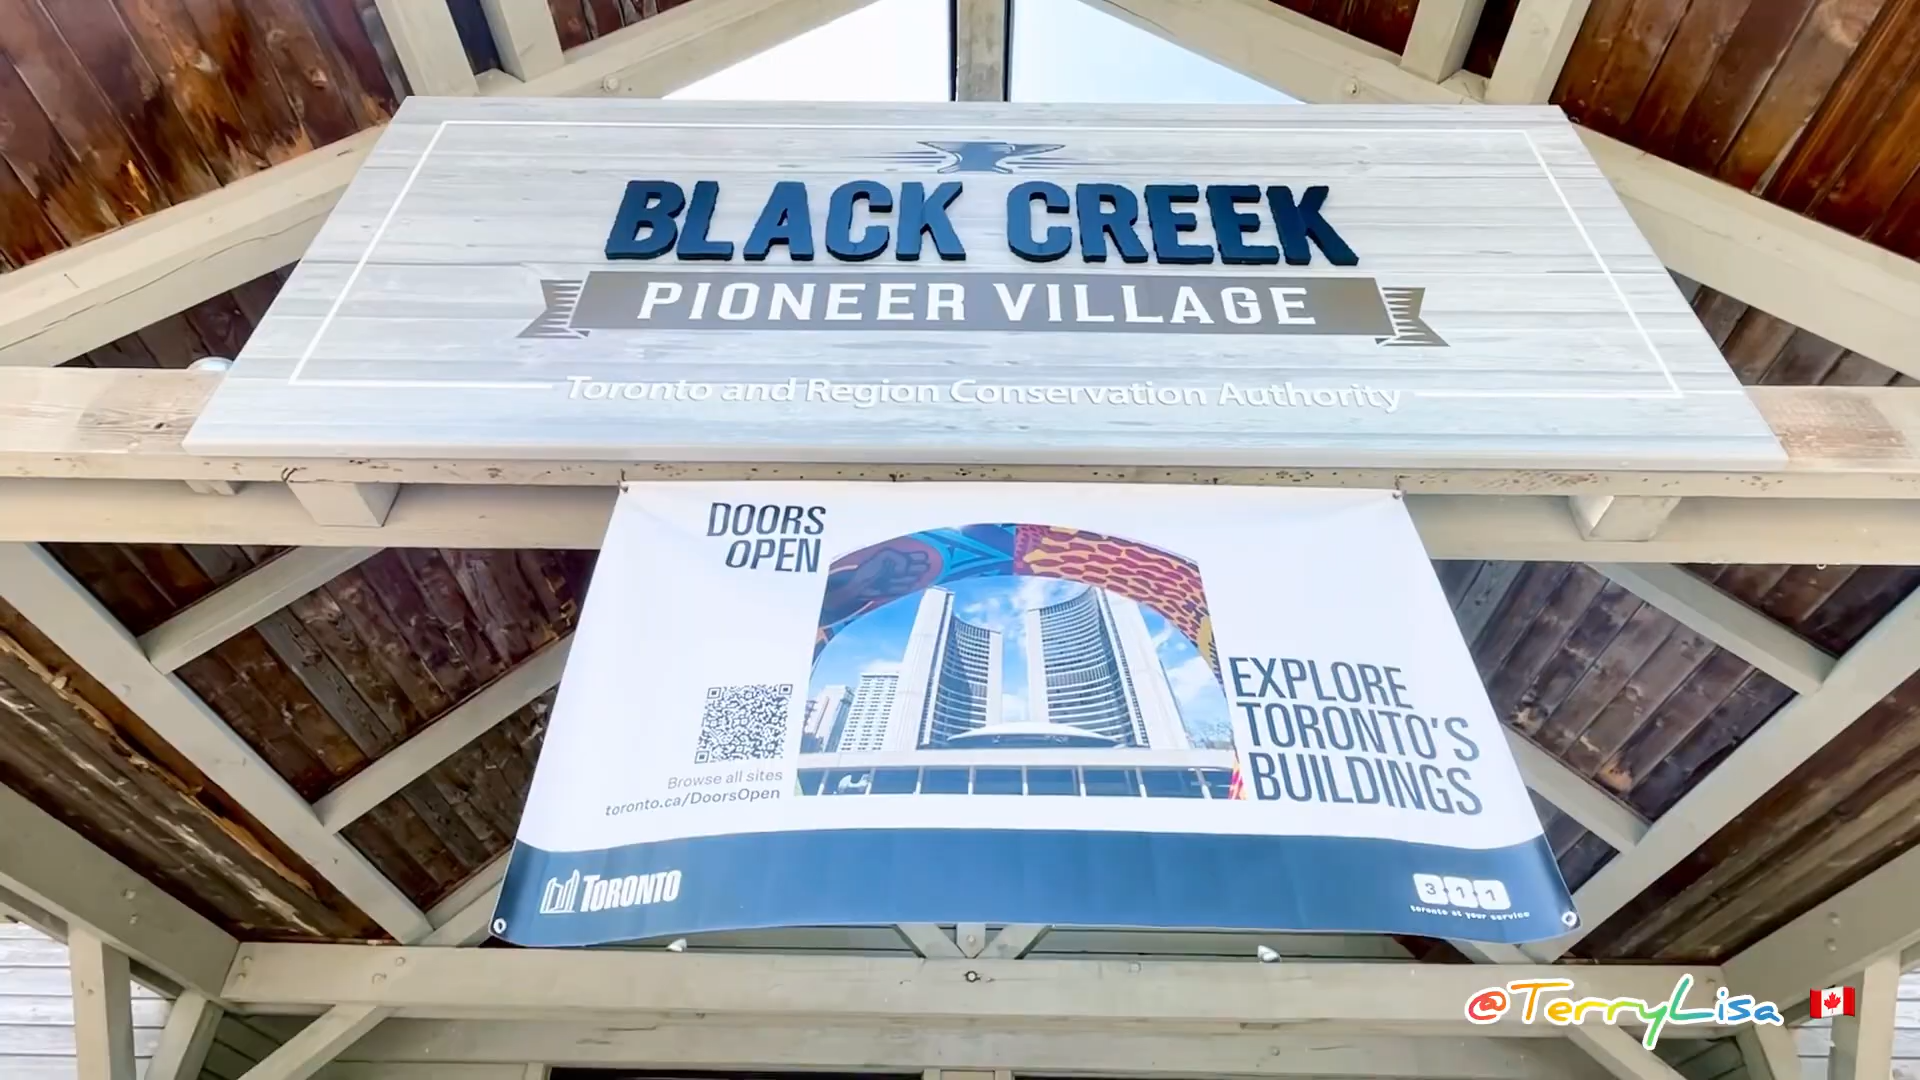 BLACK CREEK
PIONEER VILLAGE
Toronto and Region Conservation Authority
DOORS
OPEN
EXPLORE
TORONTO'S
BUILDINGS
Browse all sites
toronto.ca/DoorsOpen
TORONTO
311
toronto at your service
@TerryLisa